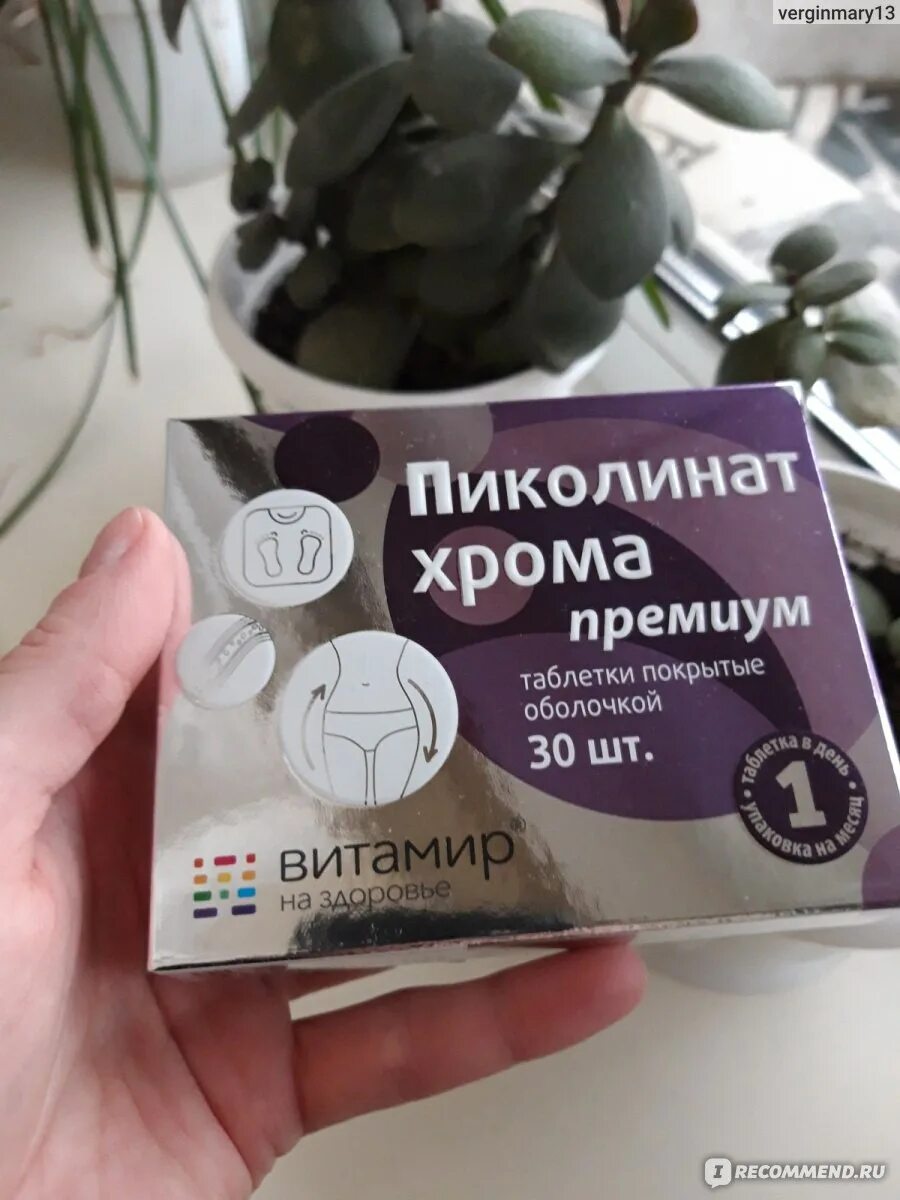 verginmary13
Пиколинат
хрома
премиум
таблетки покрытые
оболочкой
30 шт.
таблетка в день
1
упаковка на месяц
витамир
на здоровье
I RECOMMEND.RU